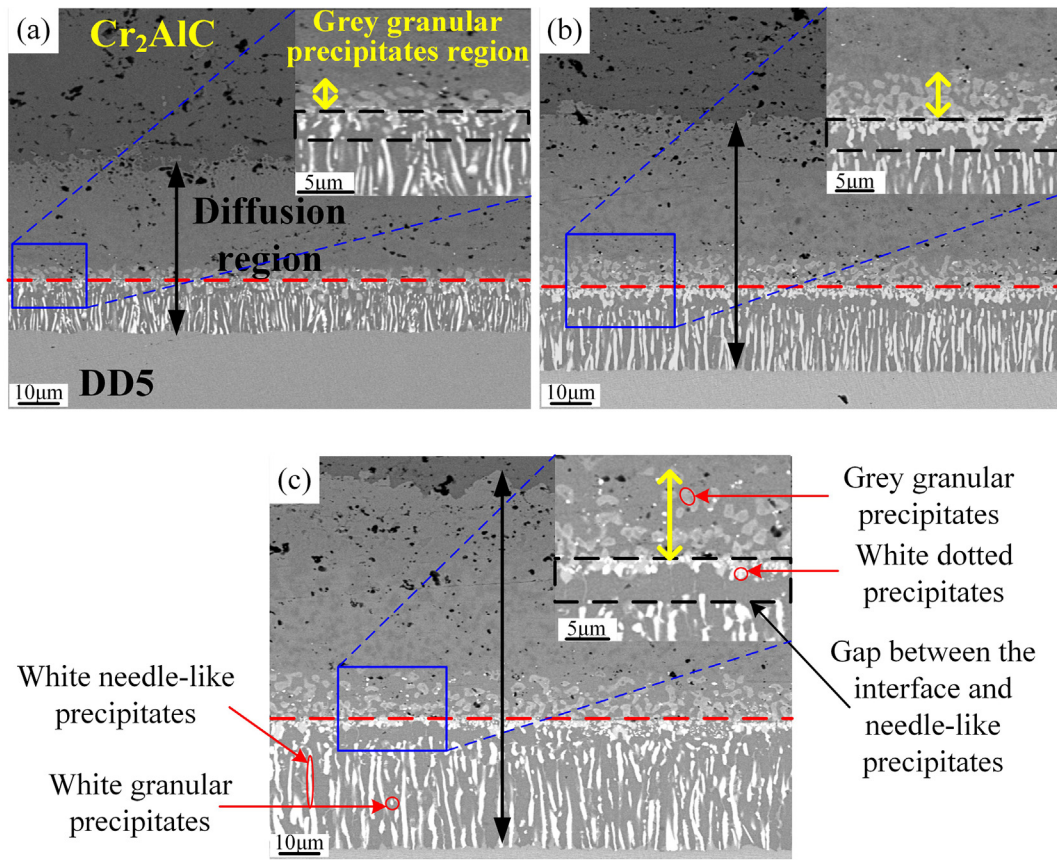 (a)
Cr₂AlC
Grey granular
precipitates region
5μm
Diffusion
region
DD5
10μm
(b)
5μm
10μm
(c)
5μm
10μm
Grey granular
precipitates
White dotted
precipitates
Gap between the
interface and
needle-like
precipitates
White needle-like
precipitates
White granular
precipitates